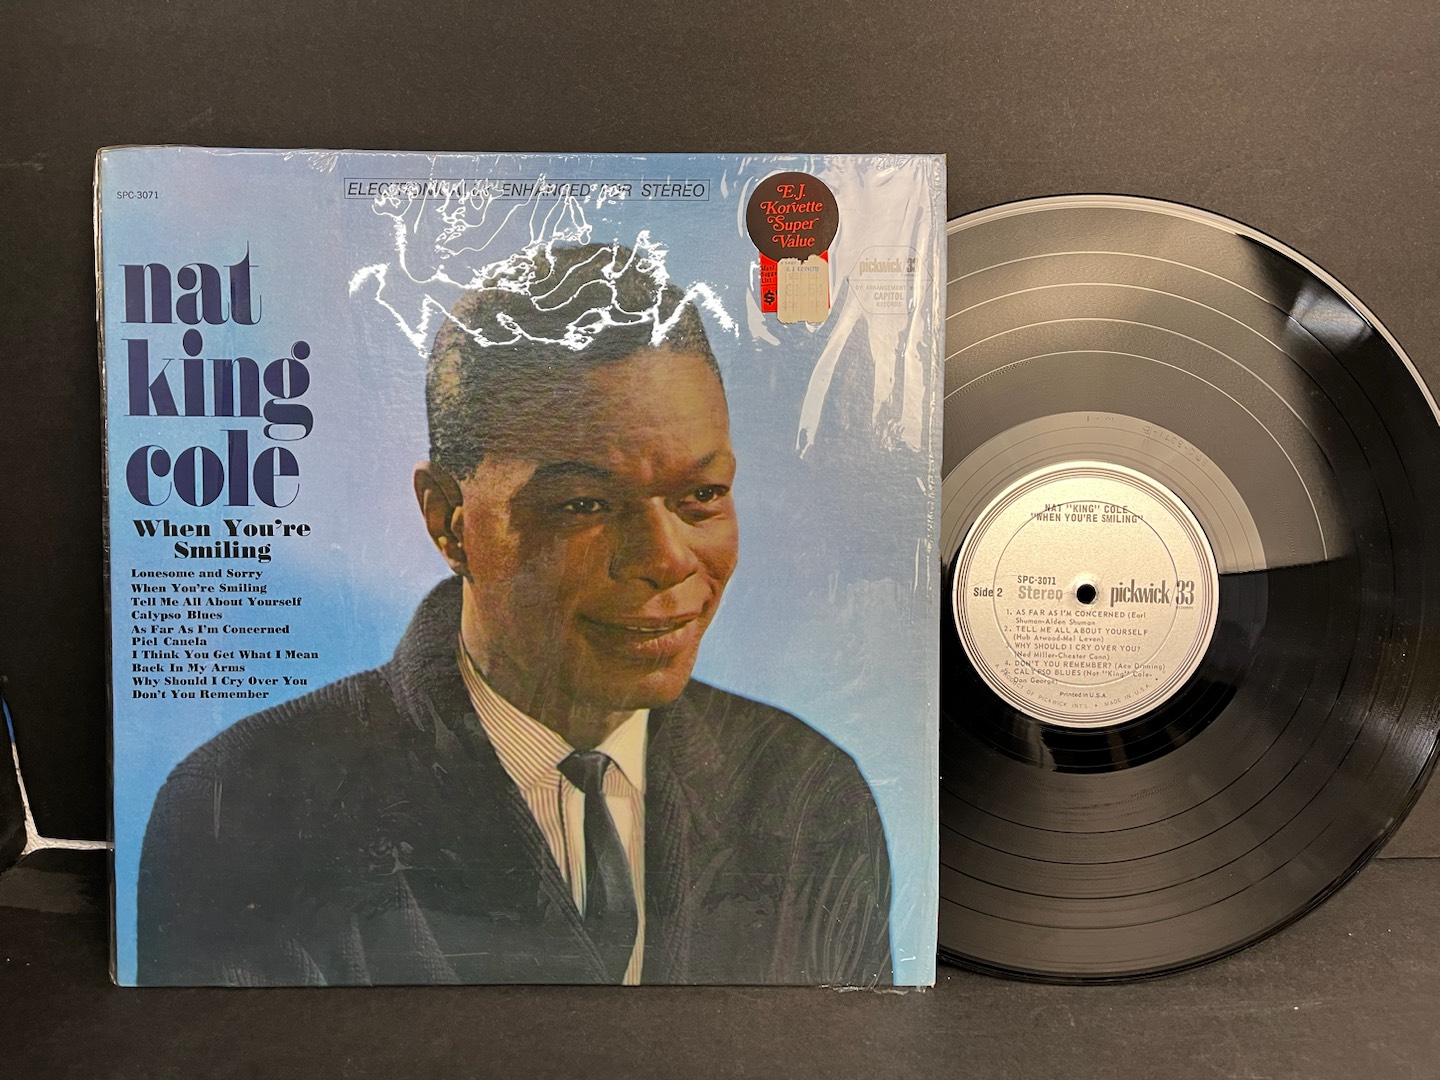 SPC-3071
ELECTRONICALLY ENHANCED FOR STEREO
nat
king
cole
When You're
Smiling
Lonesome and Sorry
When You're Smiling
Tell Me All About Yourself
Calypso Blues
As Far As I'm Concerned
Piel Canela
I Think You Get What I Mean
Back In My Arms
Why Should I Cry Over You
Don't You Remember
E.J.
Korvette
Super
Value
$
pickwick/33
BY ARRANGEMENT
CAPITOL
RECORDS
NAT "KING" COLE
"WHEN YOU'RE SMILING"
SPC-3071
Side 2
Stereo
pickwick/33
1. AS FAR AS I'M CONCERNED (Earl
Shuman-Alden Shuman
2. TELL ME ALL ABOUT YOURSELF
(Hub Atwood-Mel Leven)
3. WHY SHOULD I CRY OVER YOU?
(Ned Miller-Chester Conn)
4. DON'T YOU REMEMBER? (Ace Dinning)
5. CALYPSO BLUES (Nat "King" Cole-
Don George)
Printed in U.S.A.
PRODUCT OF PICKWICK INT'L • MADE IN U.S.A.